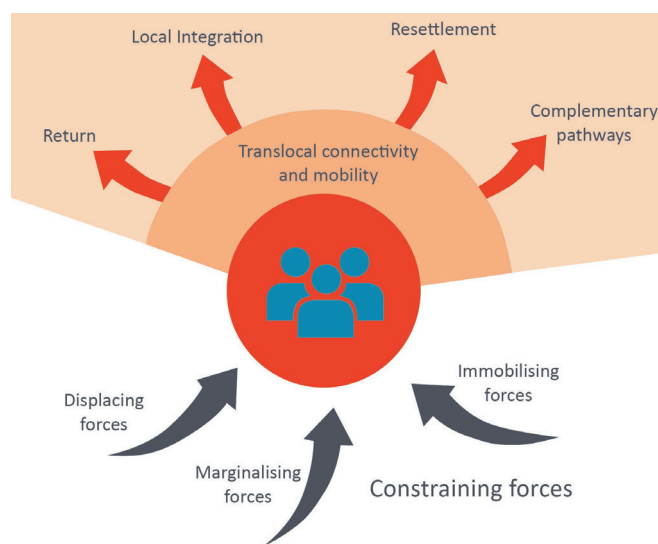 Local Integration
Resettlement
Return
Complementary
pathways
Translocal connectivity
and mobility
Displacing
forces
Marginalising
forces
Immobilising
forces
Constraining forces